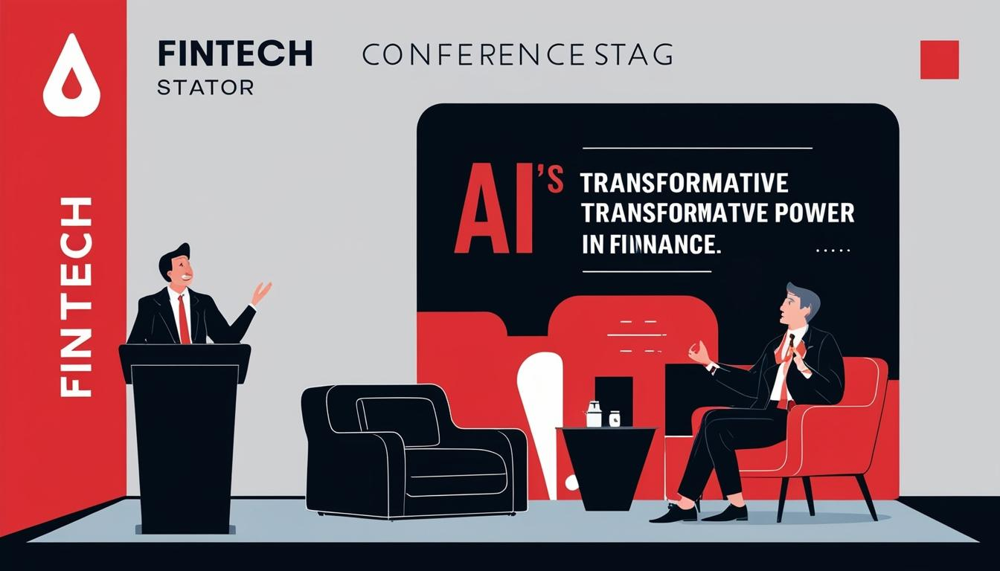 FINTECH
STATOR
CONFERENCE STAG
FINTECH
AI's
TRANSFORMATIVE
TRANSFORMATVE POWER
IN FINNANCE.